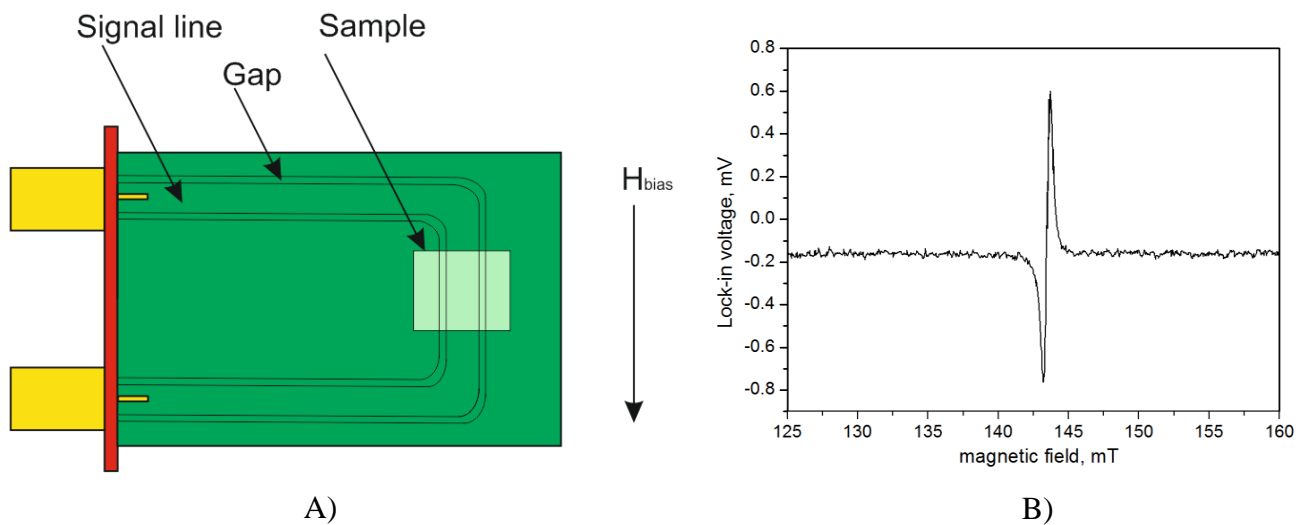 Signal line
Sample
Gap
Hbias
A)
0.8
0.6
0.4
0.2
0.0
-0.2
-0.4
-0.6
-0.8
Lock-in voltage, mV
125 130 135 140 145 150 155 160
magnetic field, mT
B)